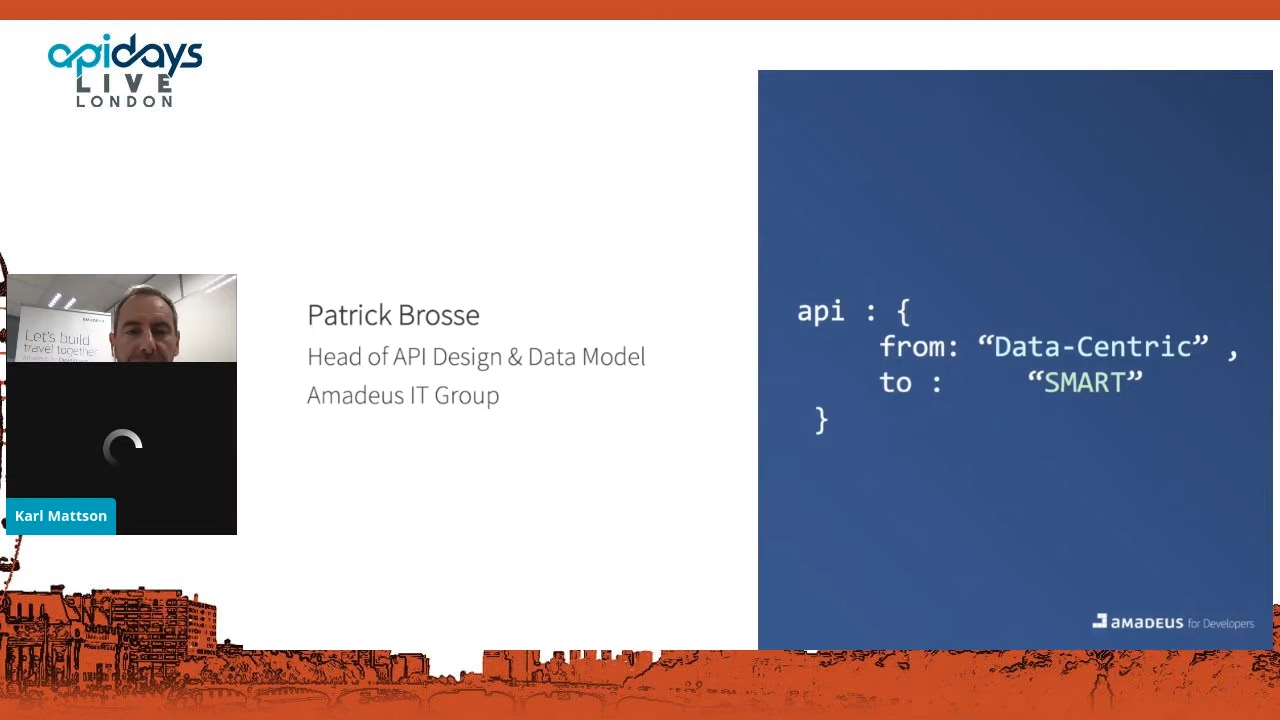 apidays
LIVE
LONDON
AMADEUS
Let's build
travel together
Karl Mattson
Patrick Brosse
Head of API Design & Data Model
Amadeus IT Group
api : {
from: “Data-Centric” ,
to : “SMART”
}
amadeus for Developers